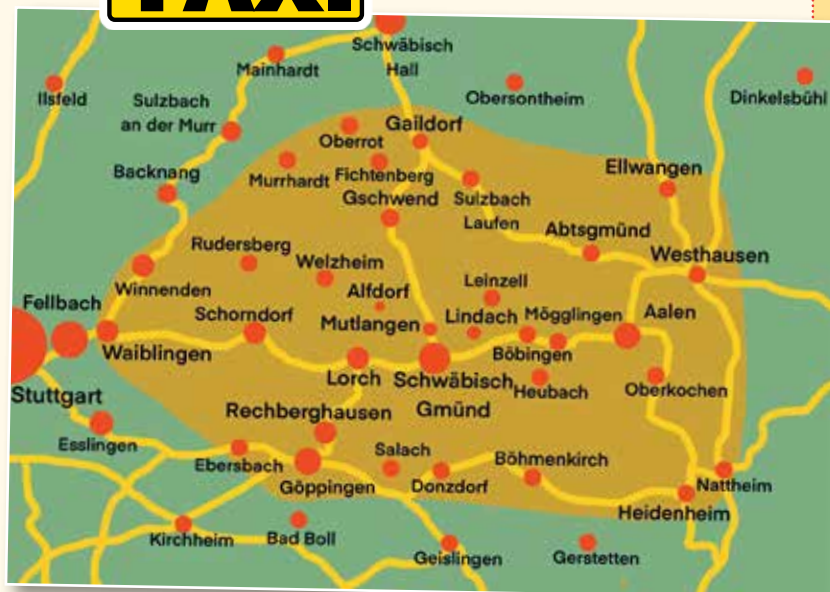 TAXI
Schwäbisch
Hall
Mainhardt
Ilsfeld
Obersontheim
Dinkelsbühl
Sulzbach
an der Murr
Gaildorf
Oberrot
Backnang
Murrhardt
Fichtenberg
Ellwangen
Gschwend
Sulzbach
Laufen
Abtsgmünd
Rudersberg
Welzheim
Westhausen
Winnenden
Alfdorf
Leinzell
Fellbach
Schorndorf
Mutlangen
Lindach
Mögglingen
Aalen
Waiblingen
Böbingen
Lorch
Schwäbisch
Gmünd
Heubach
Oberkochen
Stuttgart
Rechberghausen
Esslingen
Ebersbach
Salach
Böhmenkirch
Göppingen
Donzdorf
Nattheim
Heidenheim
Kirchheim
Bad Boll
Geislingen
Gerstetten